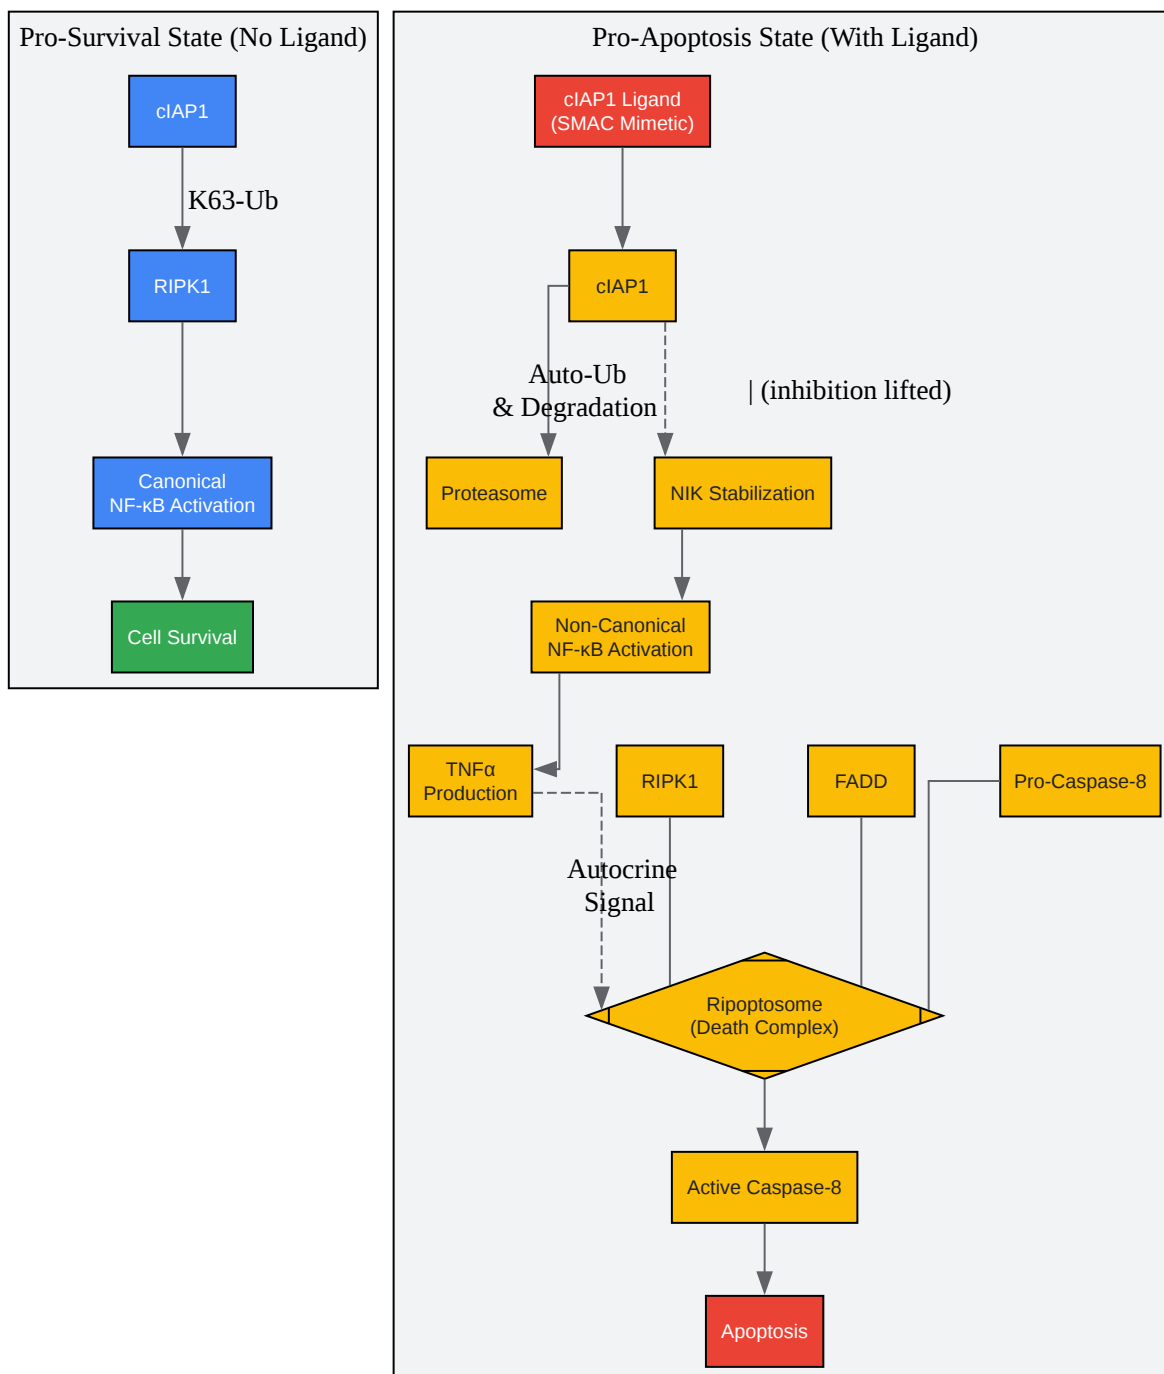 Pro-Survival State (No Ligand)
cIAP1
K63-Ub
RIPK1
Canonical
NF-κB Activation
Cell Survival
Pro-Apoptosis State (With Ligand)
cIAP1 Ligand
(SMAC Mimetic)
cIAP1
Auto-Ub
& Degradation
| (inhibition lifted)
Proteasome
NIK Stabilization
Non-Canonical
NF-κB Activation
TNFα
Production
RIPK1
FADD
Pro-Caspase-8
Autocrine
Signal
Ripoptosome
(Death Complex)
Active Caspase-8
Apoptosis